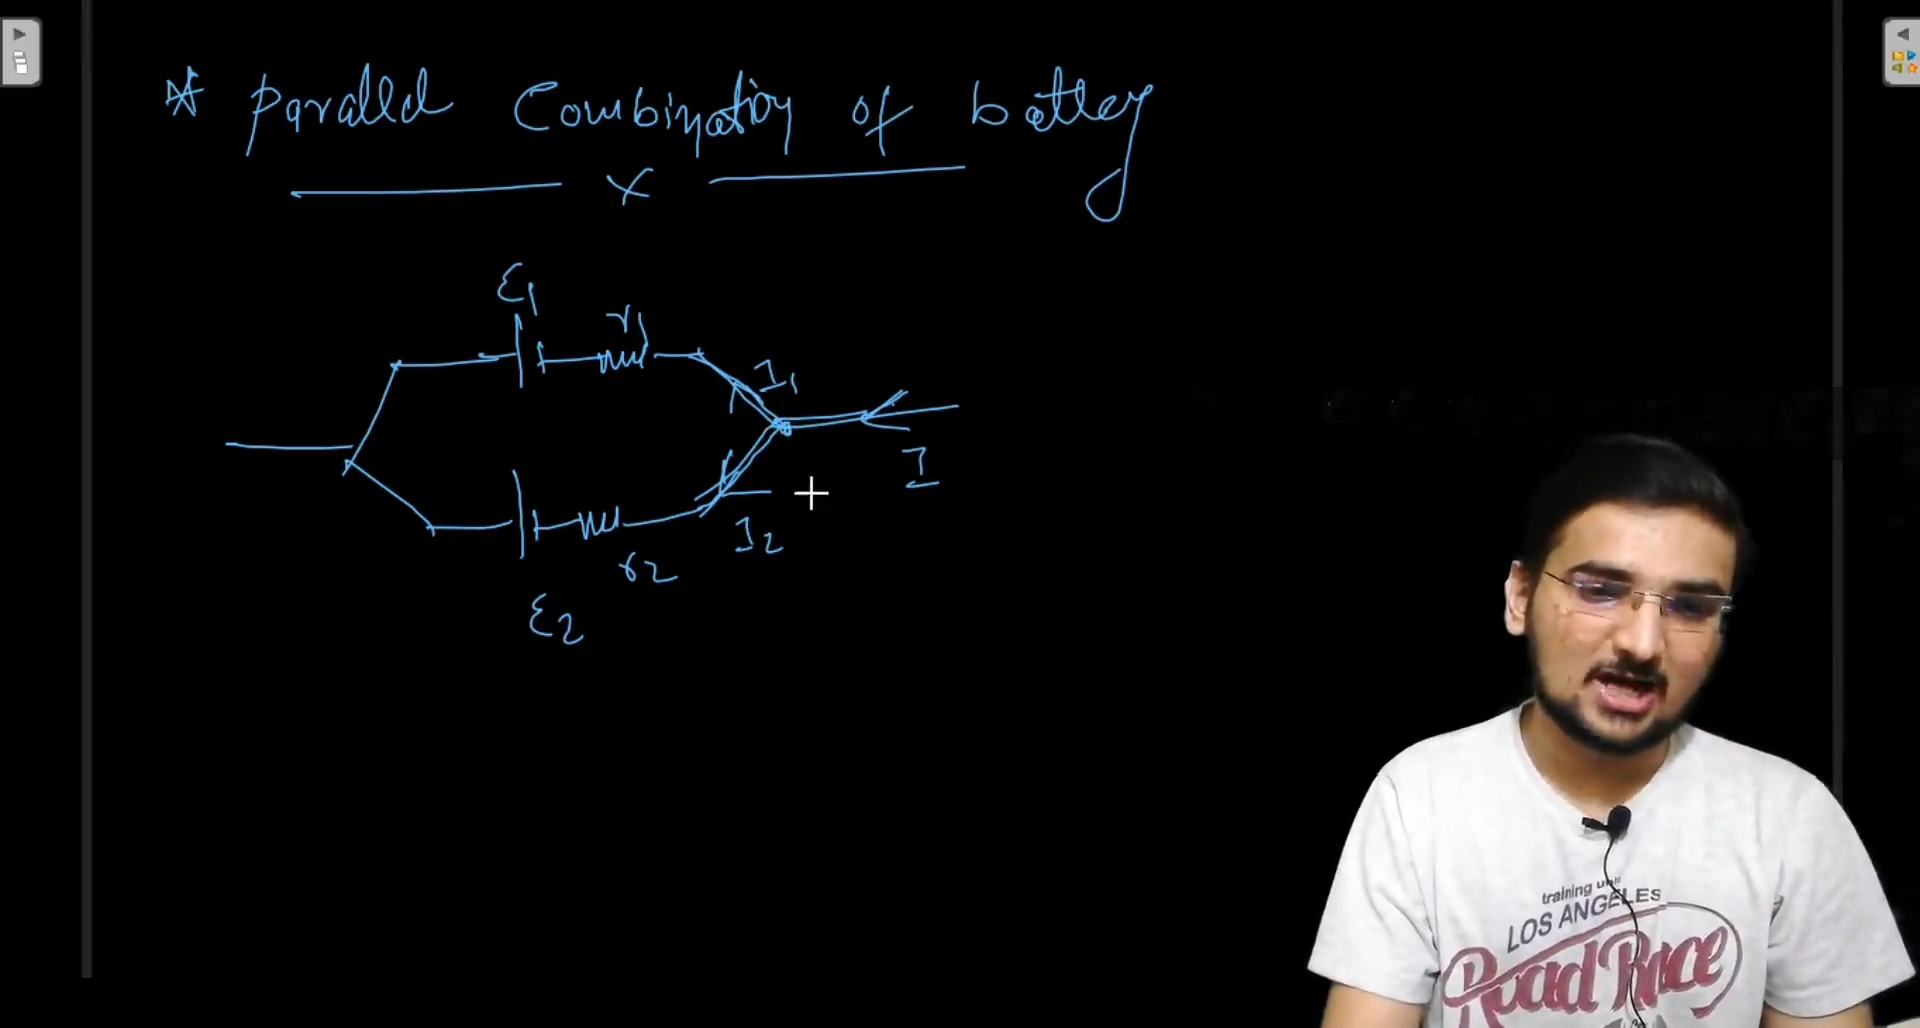 * Parallel Combination of battery
x
ε1
r1
I1
I
I2
r2
ε2
training unit
LOS ANGELES
Road Race